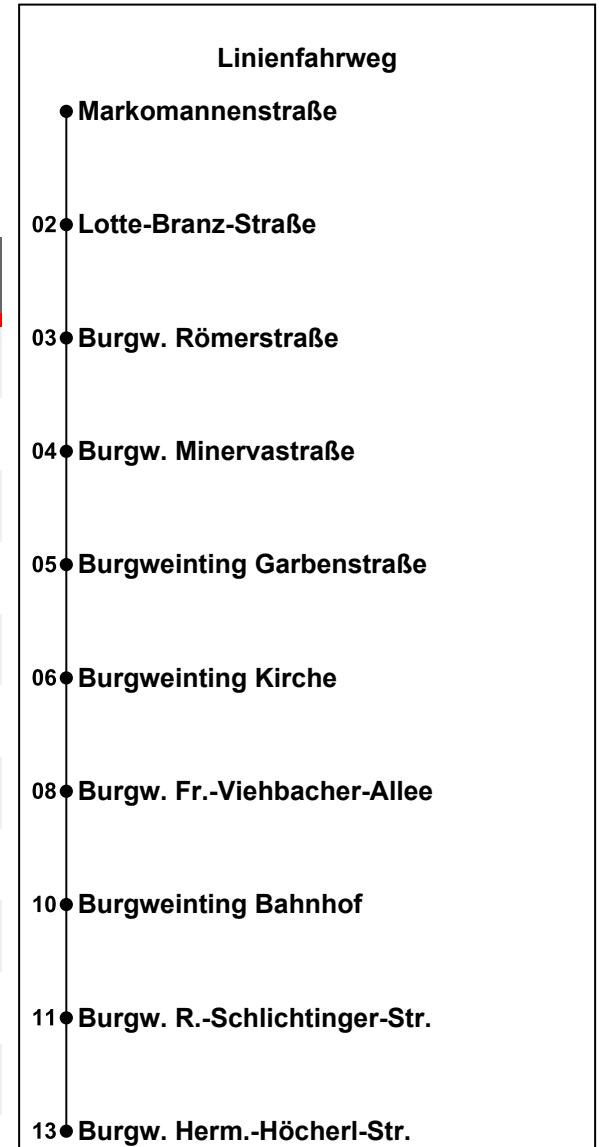 Linienfahrweg
Markomannenstraße
02 Lotte-Branz-Straße
03 Burgw. Römerstraße
04 Burgw. Minervastraße
05 Burgweinting Garbenstraße
06 Burgweinting Kirche
08 Burgw. Fr.-Viehbacher-Allee
10 Burgweinting Bahnhof
11 Burgw. R.-Schlichtinger-Str.
13 Burgw. Herm.-Höcherl-Str.